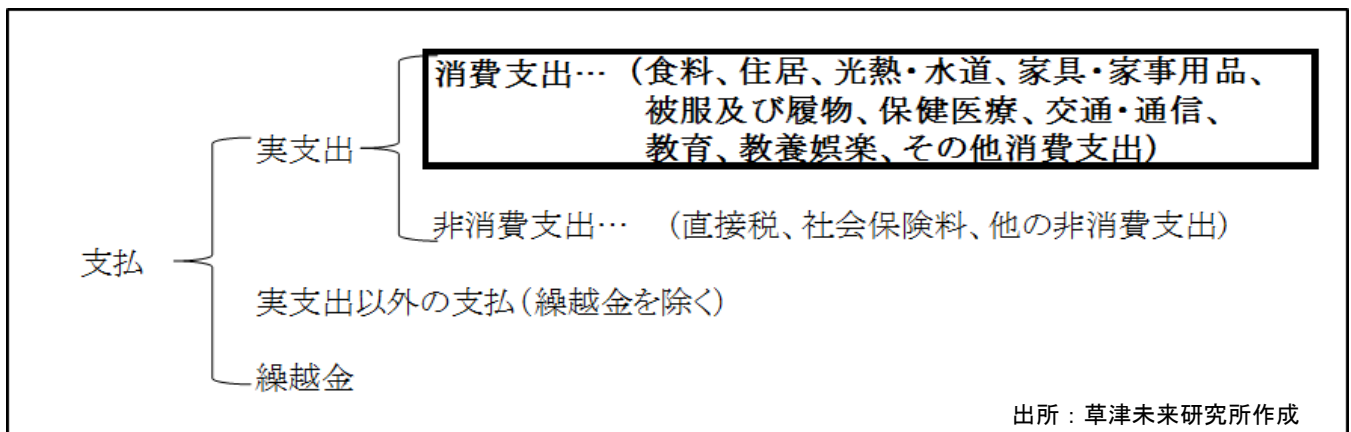 消費支出… (食料、住居、光熱・水道、家具・家事用品、
被服及び履物、保健医療、交通・通信、
教育、教養娯楽、その他消費支出)
実支出
非消費支出… (直接税、社会保険料、他の非消費支出)
支払
実支出以外の支払(繰越金を除く)
繰越金
出所:草津未来研究所作成